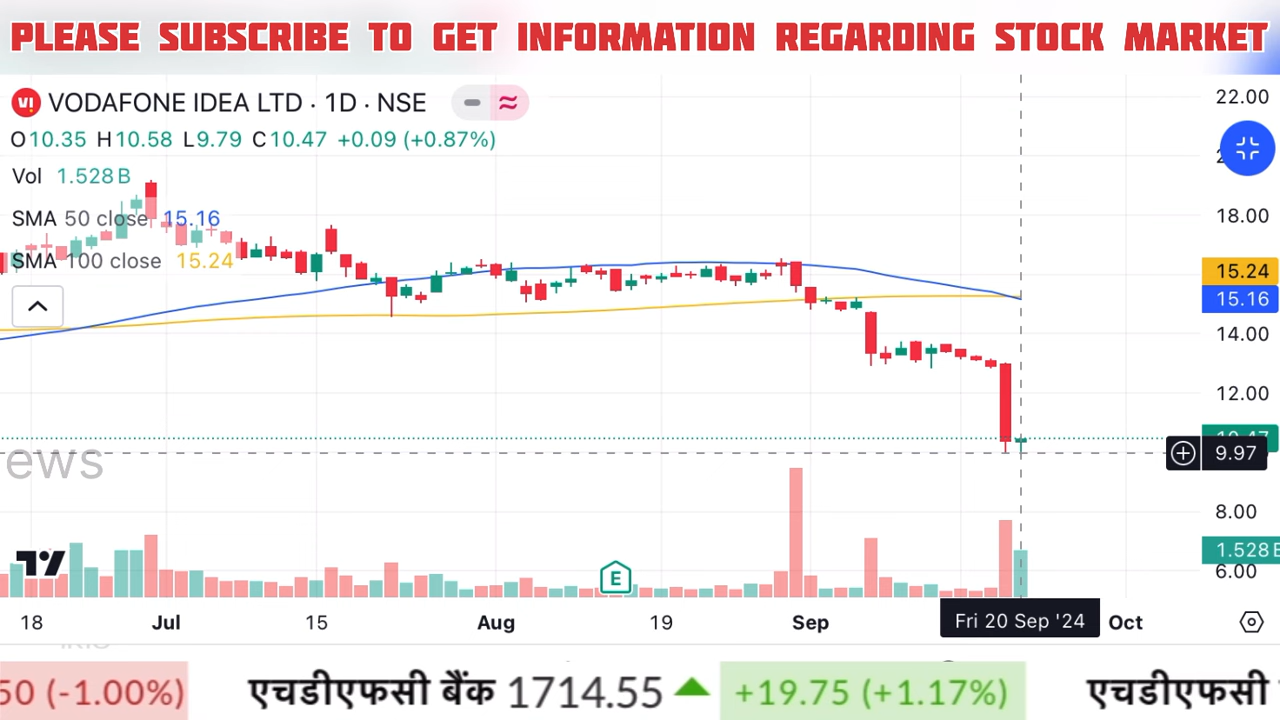 PLEASE SUBSCRIBE TO GET INFORMATION REGARDING STOCK MARKET
VODAFONE IDEA LTD · 1D · NSE
22.00
O10.35 H10.58 L9.79 C10.47 +0.09 (+0.87%)
Vol 1.528B
SMA 50 close 15.16
18.00
SMA 100 close 15.24
15.24
15.16
14.00
12.00
10.47
9.97
ews
8.00
1.528B
6.00
E
18 Jul 15 Aug 19 Sep Fri 20 Sep '24 Oct
50 (-1.00%) एचडीएफसी बैंक 1714.55 +19.75 (+1.17%) एचडीएफसी